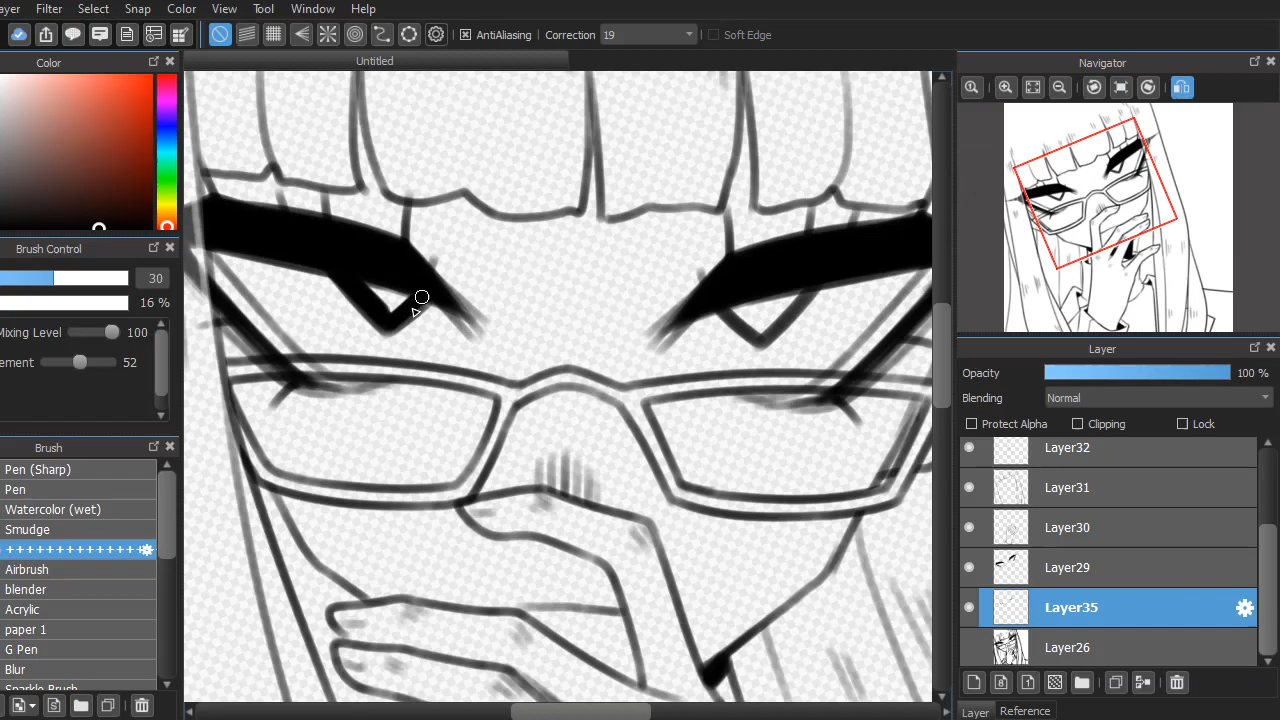 ayer Filter Select Snap Color View Tool Window Help
AntiAliasing Correction 19 Soft Edge
Color
Untitled
Navigator
Brush Control
30
16 %
Mixing Level 100
ement 52
Brush
Pen (Sharp)
Pen
Watercolor (wet)
Smudge
+ + + + + + + + + + + + + +
Airbrush
blender
Acrylic
paper 1
G Pen
Blur
Sparkle Brush
Layer
Opacity 100 %
Blending Normal
Protect Alpha Clipping Lock
Layer32
Layer31
Layer30
Layer29
Layer35
Layer26
Layer Reference